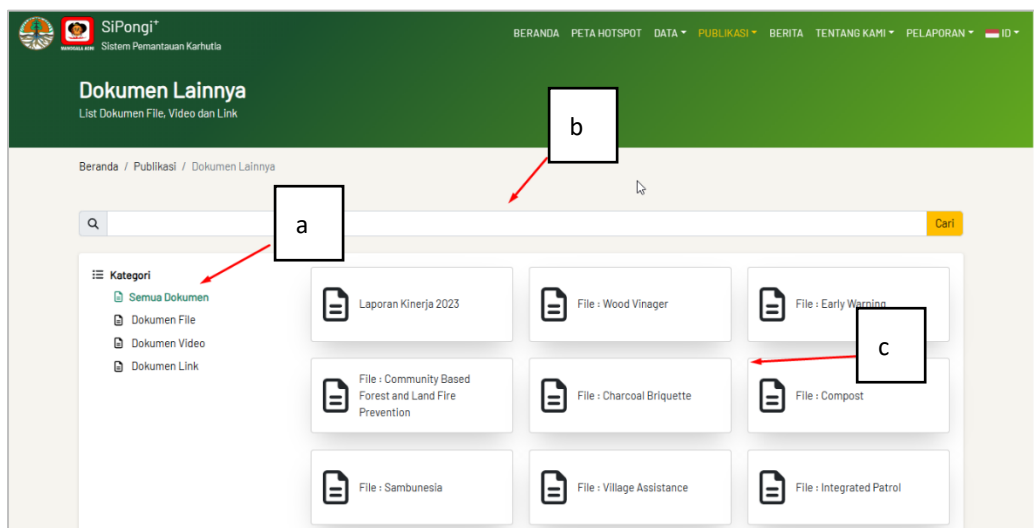 SiPongi+
Sistem Pemantauan Karhutla
MANGGALA AGNI
BERANDA PETA HOTSPOT DATA PUBLIKASI BERITA TENTANG KAMI PELAPORAN ID
Dokumen Lainnya
List Dokumen File, Video dan Link
b
Beranda / Publikasi / Dokumen Lainnya
a
Cari
Kategori
Semua Dokumen
Dokumen File
Dokumen Video
Dokumen Link
Laporan Kinerja 2023
File : Wood Vinager
File : Early Warning
c
File : Community Based
Forest and Land Fire
Prevention
File : Charcoal Briquette
File : Compost
File : Sambunesia
File : Village Assistance
File : Integrated Patrol